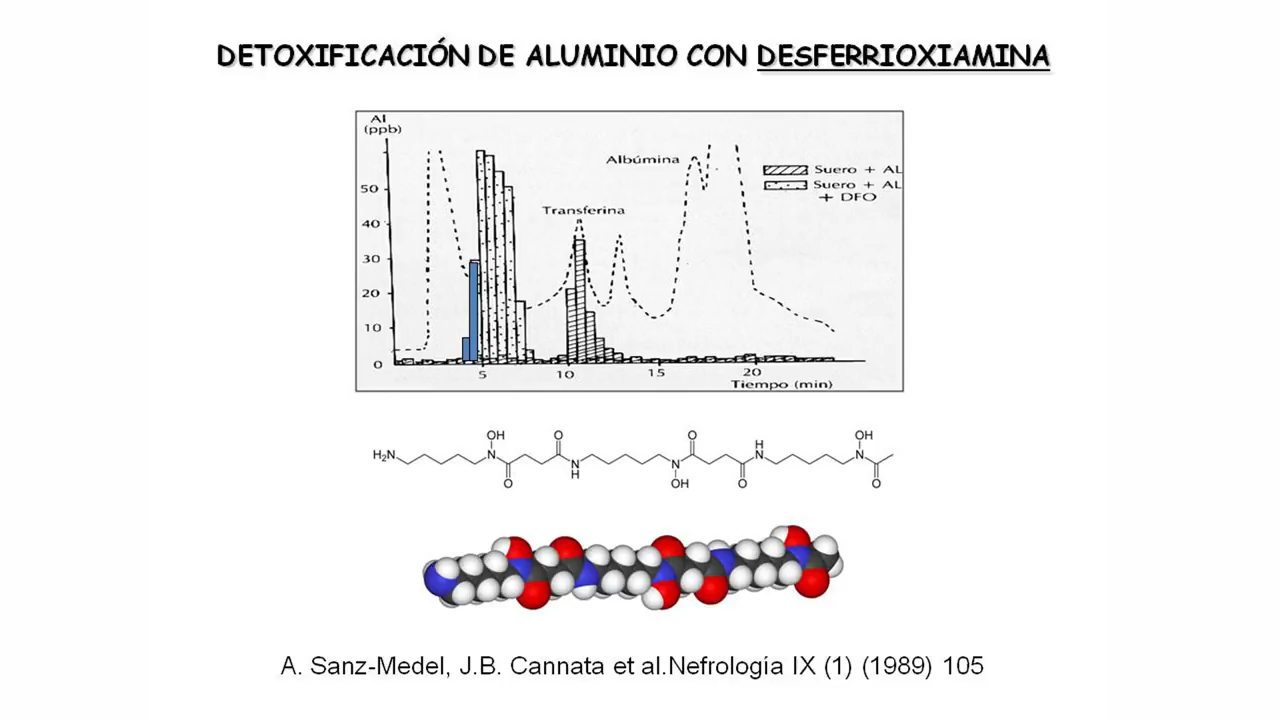 DETOXIFICACIÓN DE ALUMINIO CON DESFERRIOXIAMINA
Al
(ppb)
Albúmina
Suero + AL
Suero + AL
+ DFO
Transferina
50
40
30
20
10
0
5
10
15
20
Tiempo (min)
OH
O
O
H
OH
H₂N
N
N
H
N
N
N
O
OH
O
O
A. Sanz-Medel, J.B. Cannata et al.Nefrología IX (1) (1989) 105